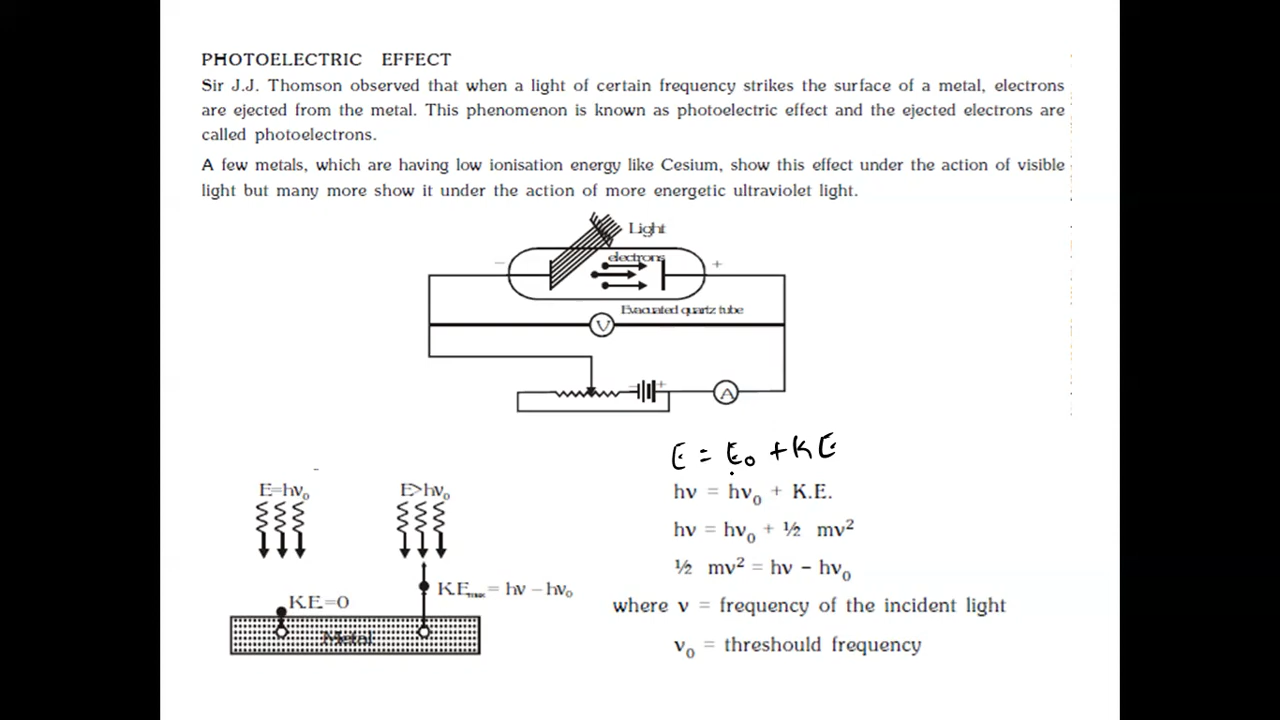 PHOTOELECTRIC EFFECT
Sir J.J. Thomson observed that when a light of certain frequency strikes the surface of a metal, electrons
are ejected from the metal. This phenomenon is known as photoelectric effect and the ejected electrons are
called photoelectrons.
A few metals, which are having low ionisation energy like Cesium, show this effect under the action of visible
light but many more show it under the action of more energetic ultraviolet light.
Light
electrons
− +
Evacuated quartz tube
V
− +
A
E = E₀ + KE
E=hν₀
E>hν₀
hν = hν₀ + K.E.
hν = hν₀ + ½ mv²
½ mv² = hν − hν₀
K.E_max = hν − hν₀
K.E=0
Metal
where ν = frequency of the incident light
ν₀ = threshould frequency